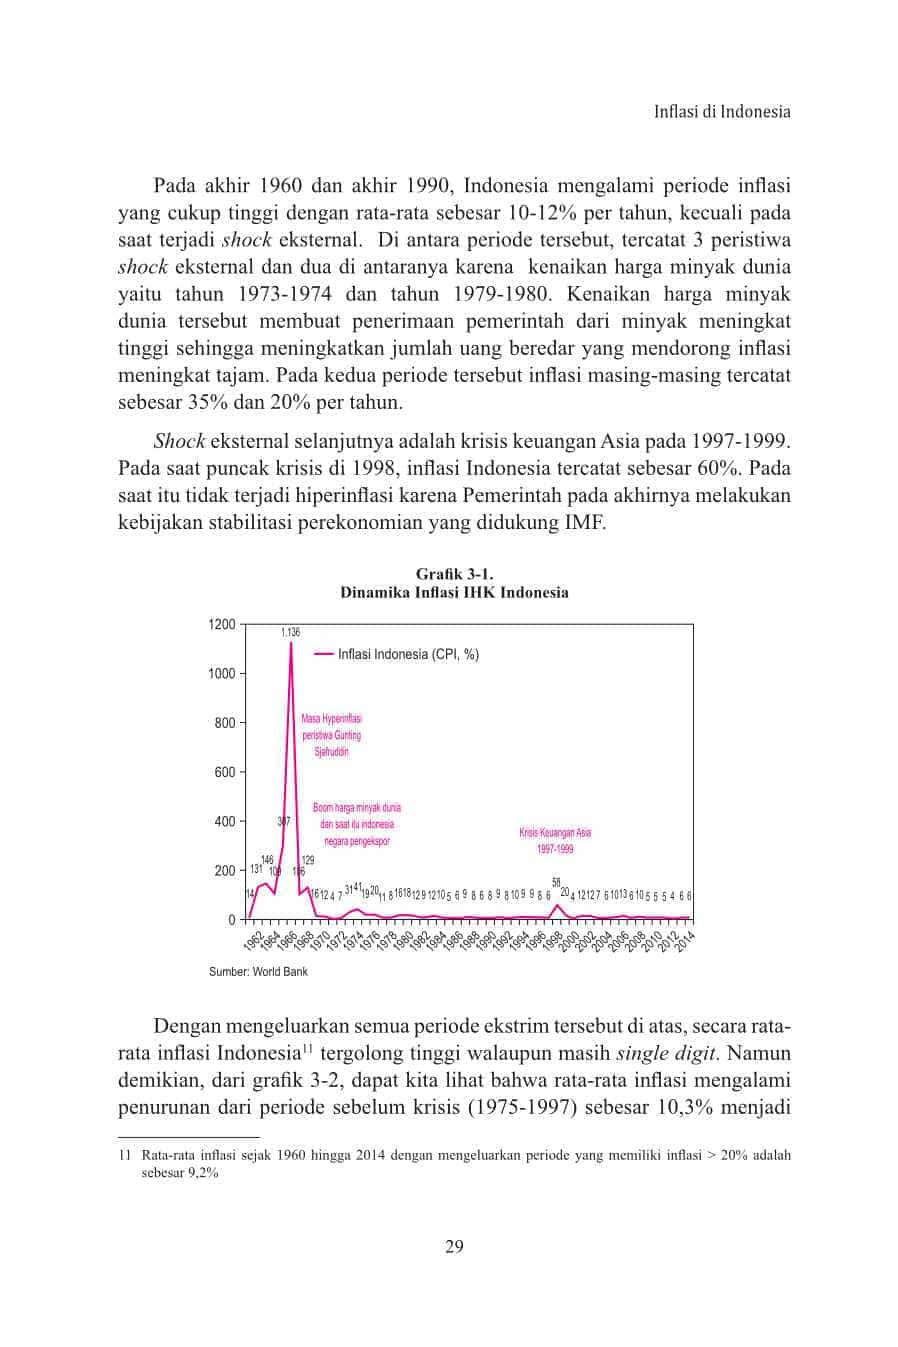 Inflasi di Indonesia
Pada akhir 1960 dan akhir 1990, Indonesia mengalami periode inflasi
yang cukup tinggi dengan rata-rata sebesar 10-12% per tahun, kecuali pada
saat terjadi shock eksternal. Di antara periode tersebut, tercatat 3 peristiwa
shock eksternal dan dua di antaranya karena kenaikan harga minyak dunia
yaitu tahun 1973-1974 dan tahun 1979-1980. Kenaikan harga minyak
dunia tersebut membuat penerimaan pemerintah dari minyak meningkat
tinggi sehingga meningkatkan jumlah uang beredar yang mendorong inflasi
meningkat tajam. Pada kedua periode tersebut inflasi masing-masing tercatat
sebesar 35% dan 20% per tahun.
Shock eksternal selanjutnya adalah krisis keuangan Asia pada 1997-1999.
Pada saat puncak krisis di 1998, inflasi Indonesia tercatat sebesar 60%. Pada
saat itu tidak terjadi hiperinflasi karena Pemerintah pada akhirnya melakukan
kebijakan stabilitasi perekonomian yang didukung IMF.
Grafik 3-1.
Dinamika Inflasi IHK Indonesia
1200
1.136
Inflasi Indonesia (CPI, %)
1000
800
Masa Hyperinflasi
peristiwa Gunting
Sjafruddin
600
400
307
Boom harga minyak dunia
dan saat itu indonesia
negara pengekspor
Krisis Keuangan Asia
1997-1999
200
14 131 146 109 106 129 16 12 4 7 31 41 19 20 11 8 16 18 12 9 12 10 5 6 9 8 6 8 9 8 10 9 9 8 6 58 20 4 12 12 7 6 10 13 6 10 5 5 5 4 6 6
0
1962 1964 1966 1968 1970 1972 1974 1976 1978 1980 1982 1984 1986 1988 1990 1992 1994 1996 1998 2000 2002 2004 2006 2008 2010 2012 2014
Sumber: World Bank
Dengan mengeluarkan semua periode ekstrim tersebut di atas, secara rata-
rata inflasi Indonesia11 tergolong tinggi walaupun masih single digit. Namun
demikian, dari grafik 3-2, dapat kita lihat bahwa rata-rata inflasi mengalami
penurunan dari periode sebelum krisis (1975-1997) sebesar 10,3% menjadi
11 Rata-rata inflasi sejak 1960 hingga 2014 dengan mengeluarkan periode yang memiliki inflasi > 20% adalah
sebesar 9,2%
29